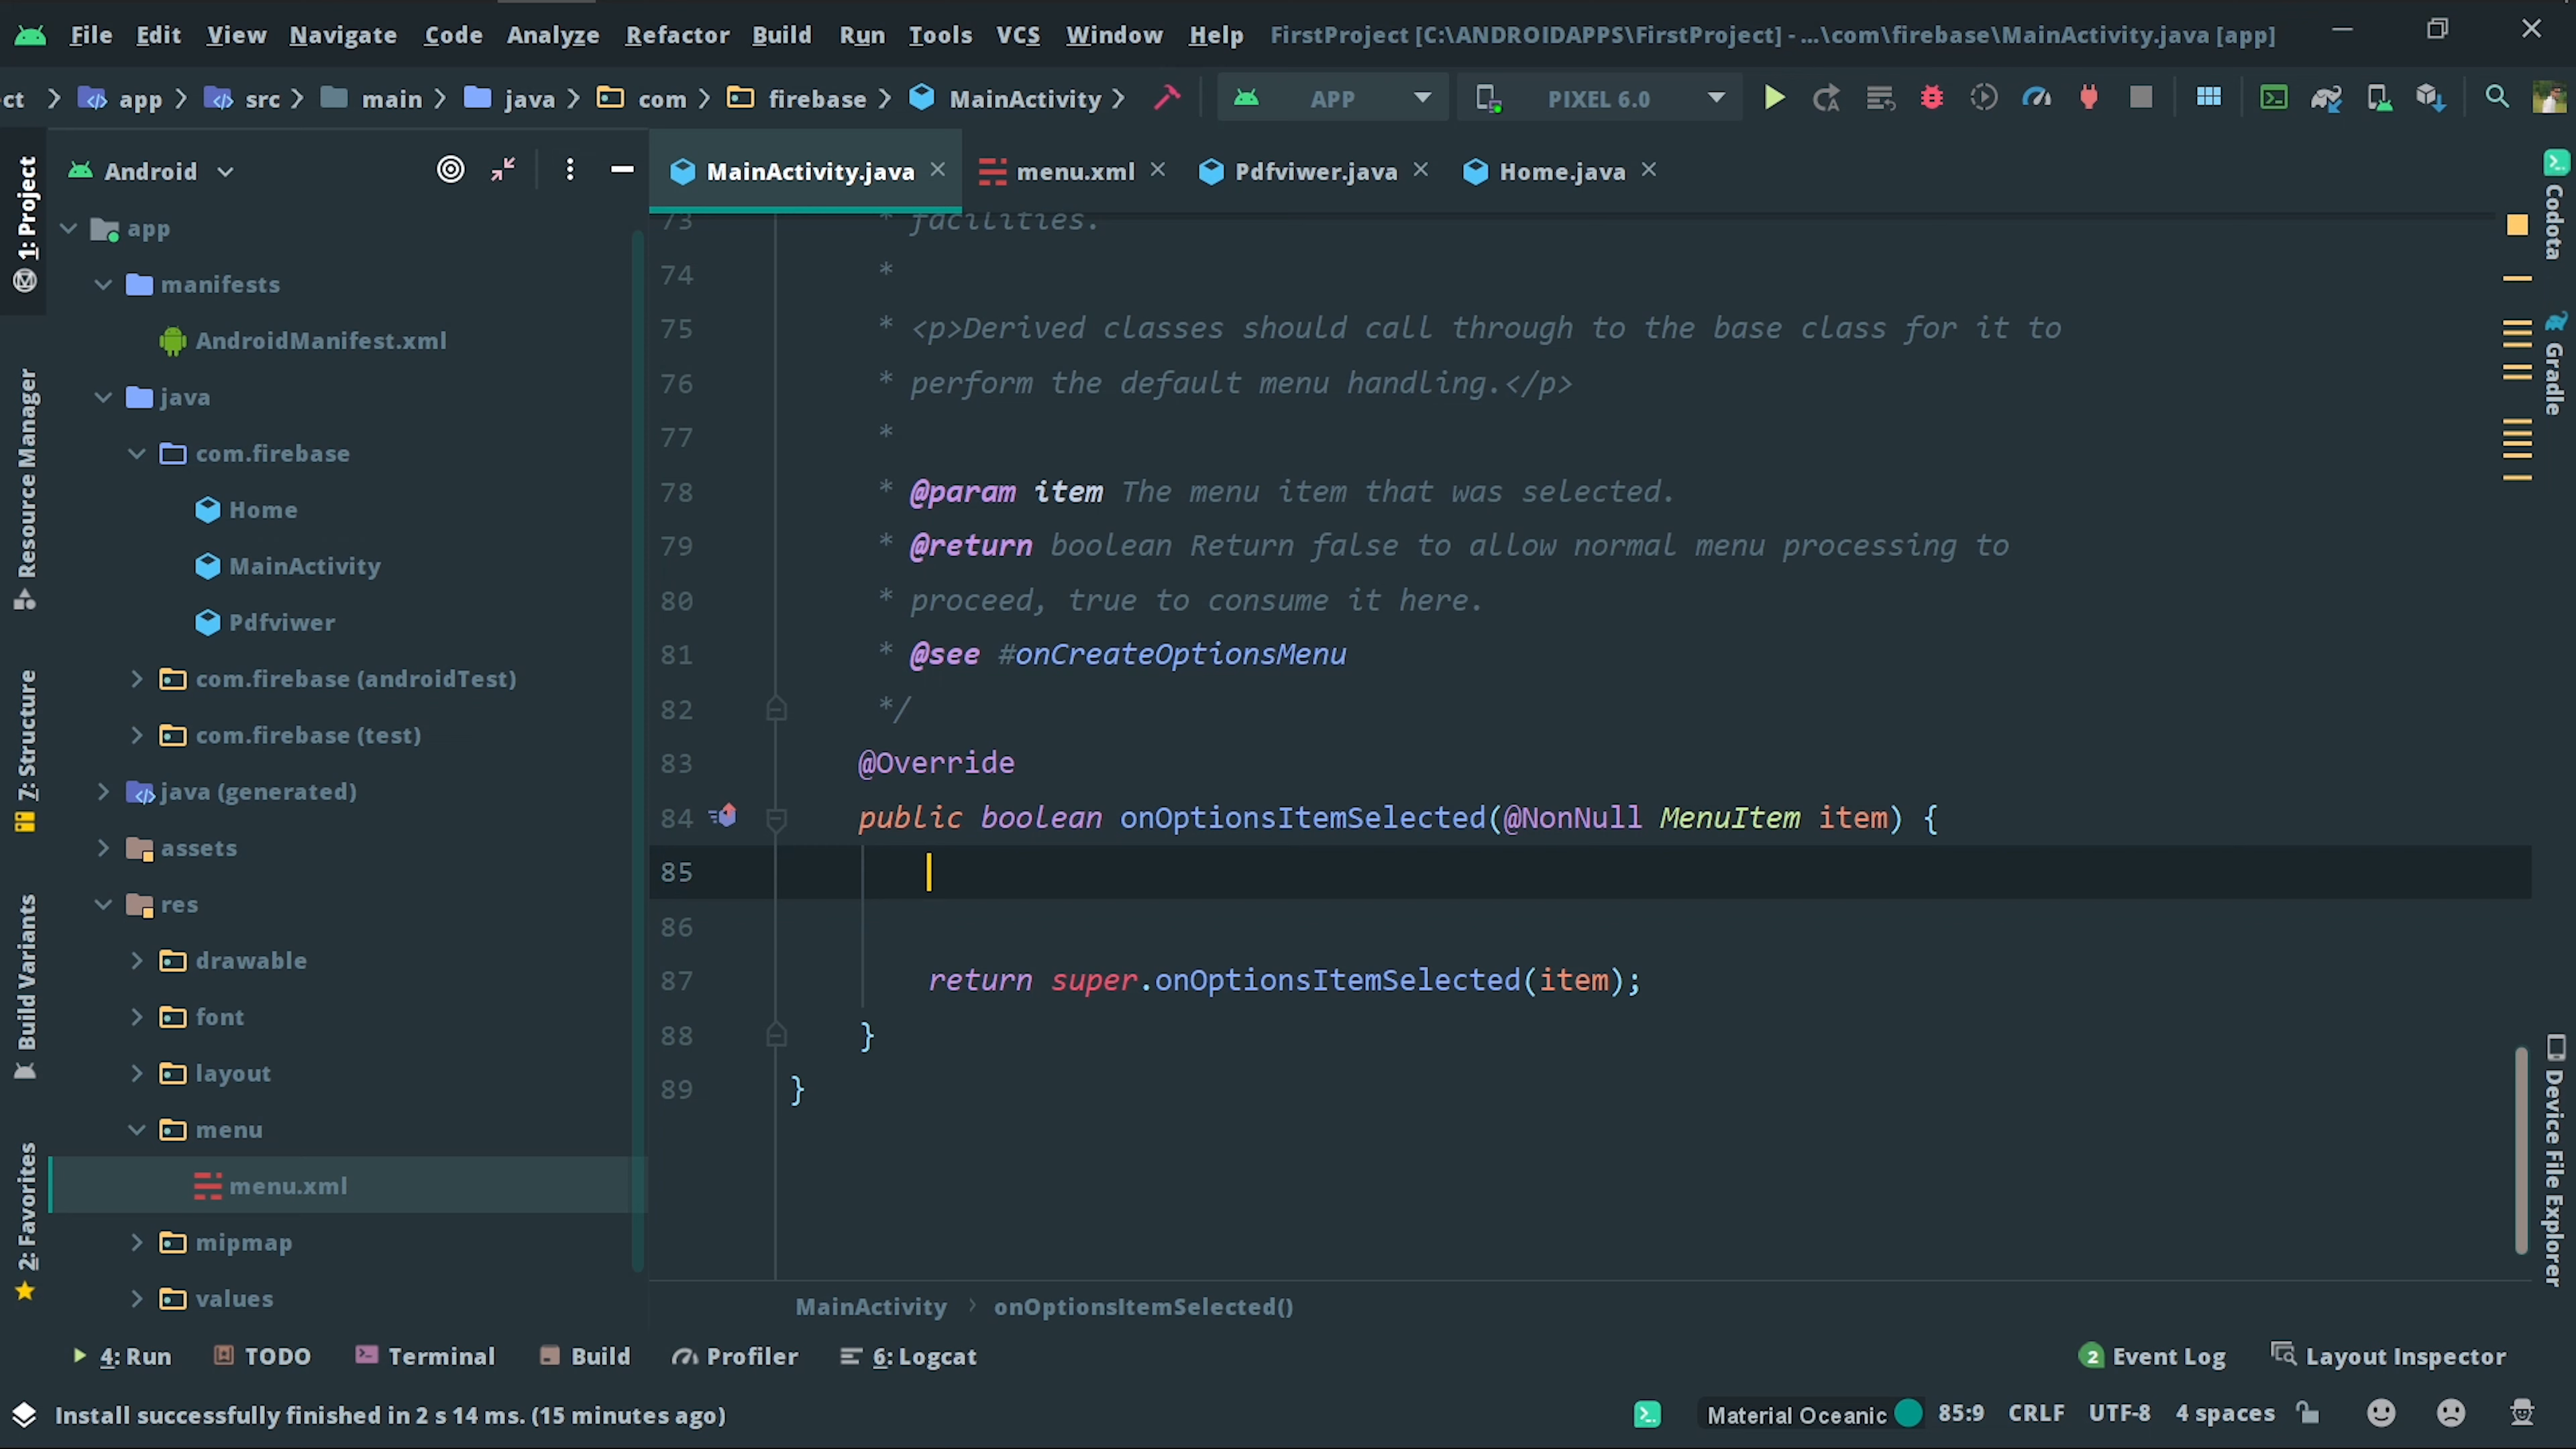 File Edit View Navigate Code Analyze Refactor Build Run Tools VCS Window Help FirstProject [C:\ANDROIDAPPS\FirstProject] - ...\com\firebase\MainActivity.java [app]
ct app src main java com firebase MainActivity APP PIXEL 6.0
1: Project
Resource Manager
7: Structure
Build Variants
2: Favorites
Android
app
manifests
AndroidManifest.xml
java
com.firebase
Home
MainActivity
Pdfviwer
com.firebase (androidTest)
com.firebase (test)
java (generated)
assets
res
drawable
font
layout
menu
menu.xml
mipmap
values
MainActivity.java menu.xml Pdfviwer.java Home.java
73 * facilities.
74 *
75 * <p>Derived classes should call through to the base class for it to
76 * perform the default menu handling.</p>
77 *
78 * @param item The menu item that was selected.
79 * @return boolean Return false to allow normal menu processing to
80 * proceed, true to consume it here.
81 * @see #onCreateOptionsMenu
82 */
83 @Override
84 public boolean onOptionsItemSelected(@NonNull MenuItem item) {
85
86
87 return super.onOptionsItemSelected(item);
88 }
89 }
MainActivity onOptionsItemSelected()
Codota
Gradle
Device File Explorer
4: Run TODO Terminal Build Profiler 6: Logcat 2 Event Log Layout Inspector
Install successfully finished in 2 s 14 ms. (15 minutes ago) Material Oceanic 85:9 CRLF UTF-8 4 spaces